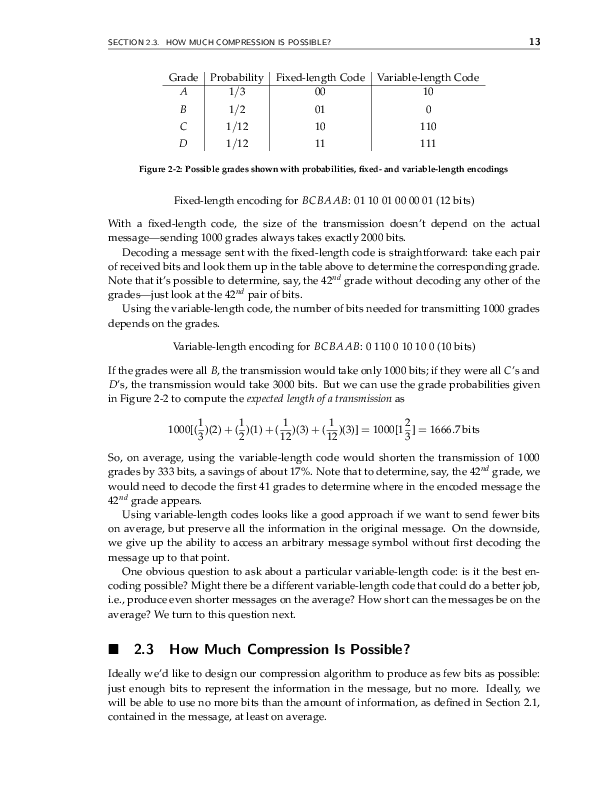 SECTION 2.3. HOW MUCH COMPRESSION IS POSSIBLE? 13
Grade Probability Fixed-length Code Variable-length Code
A 1/3 00 10
B 1/2 01 0
C 1/12 10 110
D 1/12 11 111
Figure 2-2: Possible grades shown with probabilities, fixed- and variable-length encodings
Fixed-length encoding for BCBAAB: 01 10 01 00 00 01 (12 bits)
With a fixed-length code, the size of the transmission doesn't depend on the actual
message—sending 1000 grades always takes exactly 2000 bits.
Decoding a message sent with the fixed-length code is straightforward: take each pair
of received bits and look them up in the table above to determine the corresponding grade.
Note that it's possible to determine, say, the 42nd grade without decoding any other of the
grades—just look at the 42nd pair of bits.
Using the variable-length code, the number of bits needed for transmitting 1000 grades
depends on the grades.
Variable-length encoding for BCBAAB: 0 110 0 10 10 0 (10 bits)
If the grades were all B, the transmission would take only 1000 bits; if they were all C's and
D's, the transmission would take 3000 bits. But we can use the grade probabilities given
in Figure 2-2 to compute the expected length of a transmission as
1000[(1/3)(2) + (1/2)(1) + (1/12)(3) + (1/12)(3)] = 1000[1 2/3] = 1666.7 bits
So, on average, using the variable-length code would shorten the transmission of 1000
grades by 333 bits, a savings of about 17%. Note that to determine, say, the 42nd grade, we
would need to decode the first 41 grades to determine where in the encoded message the
42nd grade appears.
Using variable-length codes looks like a good approach if we want to send fewer bits
on average, but preserve all the information in the original message. On the downside,
we give up the ability to access an arbitrary message symbol without first decoding the
message up to that point.
One obvious question to ask about a particular variable-length code: is it the best en-
coding possible? Might there be a different variable-length code that could do a better job,
i.e., produce even shorter messages on the average? How short can the messages be on the
average? We turn to this question next.
■ 2.3 How Much Compression Is Possible?
Ideally we'd like to design our compression algorithm to produce as few bits as possible:
just enough bits to represent the information in the message, but no more. Ideally, we
will be able to use no more bits than the amount of information, as defined in Section 2.1,
contained in the message, at least on average.